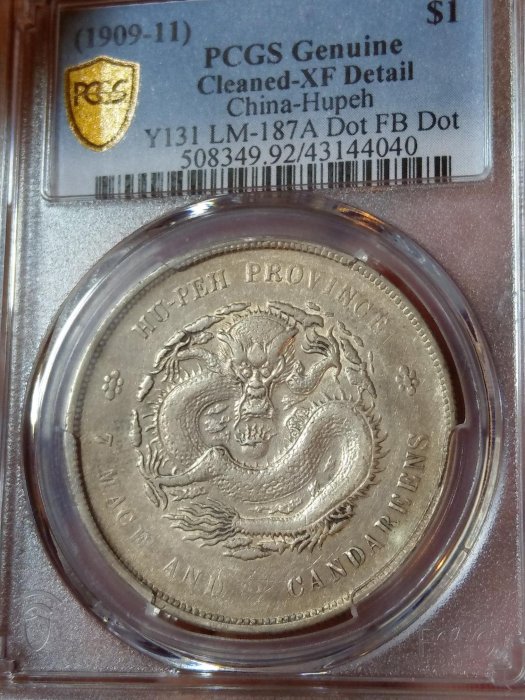 (1909-11) $1
PCGS Genuine
Cleaned-XF Detail
China-Hupeh
Y131 LM-187A Dot FB Dot
508349.92/43144040
PCGS
HU-PEH PROVINCE
7 MACE AND 2 CANDAREENS